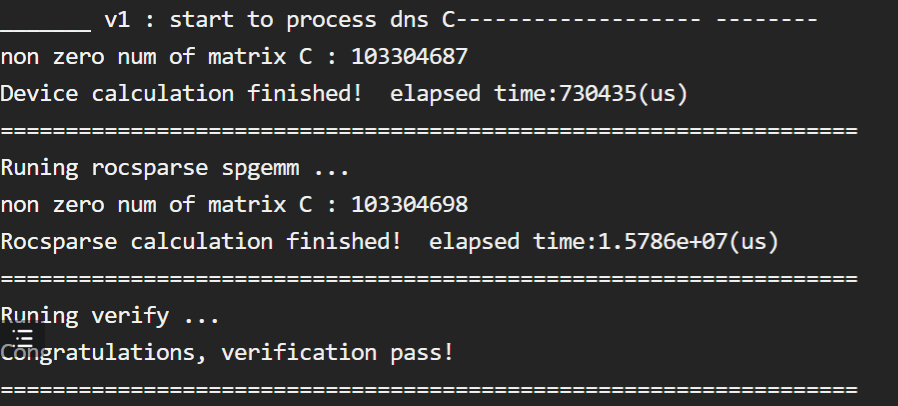 _______ v1 : start to process dns C------------------- --------
non zero num of matrix C : 103304687
Device calculation finished!  elapsed time:730435(us)
==================================================================
Runing rocsparse spgemm ...
non zero num of matrix C : 103304698
Rocsparse calculation finished!  elapsed time:1.5786e+07(us)
==================================================================
Runing verify ...
Congratulations, verification pass!
==================================================================